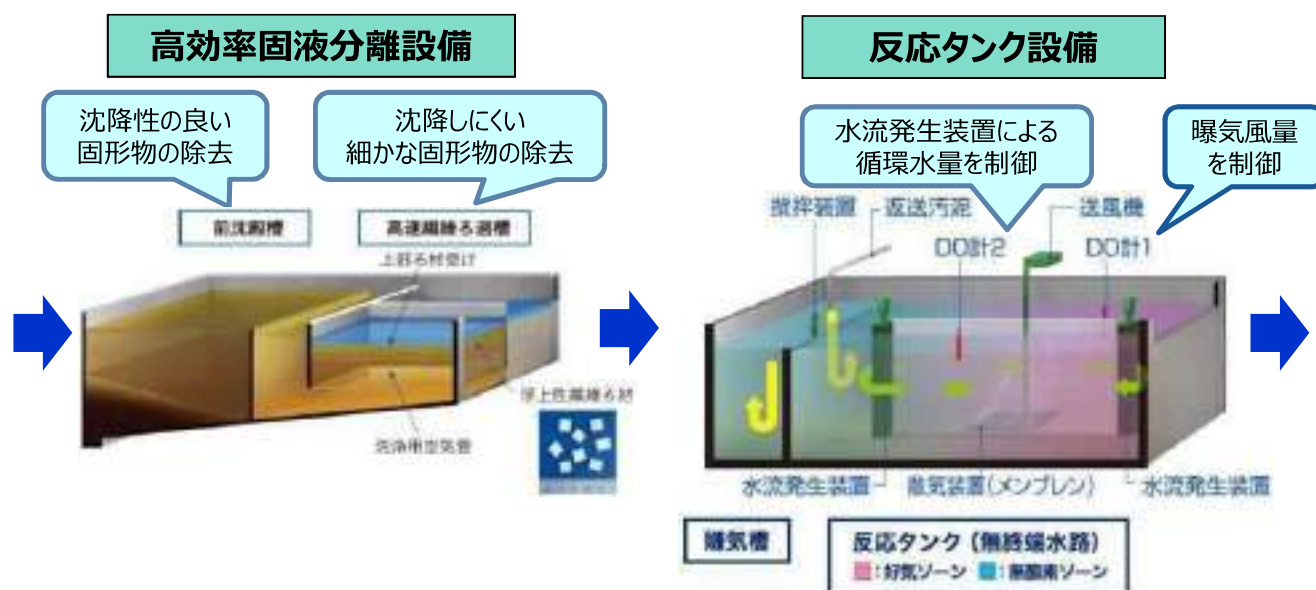 高効率固液分離設備
沈降性の良い
固形物の除去
沈降しにくい
細かな固形物の除去
前沈殿槽
高速繊維ろ過槽
上部ろ材受け
浮上性繊維ろ材
洗浄用空気管
反応タンク設備
水流発生装置による
循環水量を制御
曝気風量
を制御
撹拌装置
返送汚泥
送風機
DO計2
DO計1
水流発生装置
散気装置(メンブレン)
水流発生装置
嫌気槽
反応タンク(無終端水路)
:好気ゾーン :無酸素ゾーン